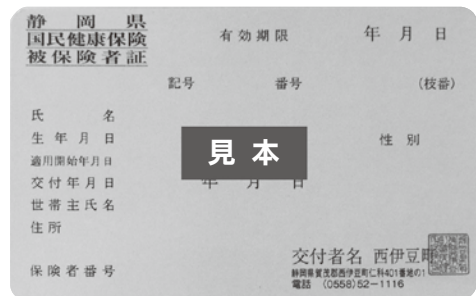 静岡県
国民健康保険
被保険者証
有効期限 年 月 日
記号 番号 (枝番)
氏名
生年月日 性別
適用開始年月日
見本
交付年月日 年 月 日
世帯主氏名
住所
交付者名 西伊豆町
静岡県賀茂郡西伊豆町仁科401番地の1
保険者番号
電話 (0558)52-1116